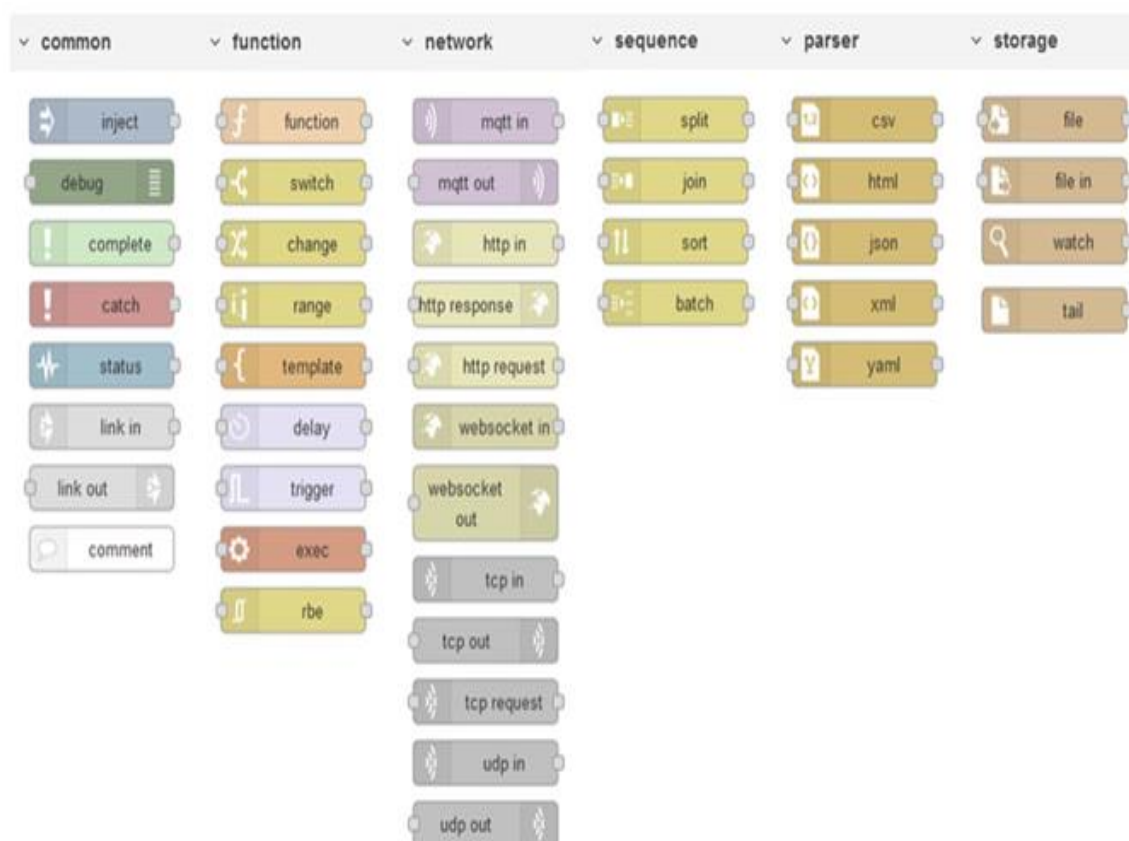 common
inject
debug
complete
catch
status
link in
link out
comment
function
function
switch
change
range
template
delay
trigger
exec
rbe
network
mqtt in
mqtt out
http in
http response
http request
websocket in
websocket
out
tcp in
tcp out
tcp request
udp in
udp out
sequence
split
join
sort
batch
parser
csv
html
json
xml
yaml
storage
file
file in
watch
tail